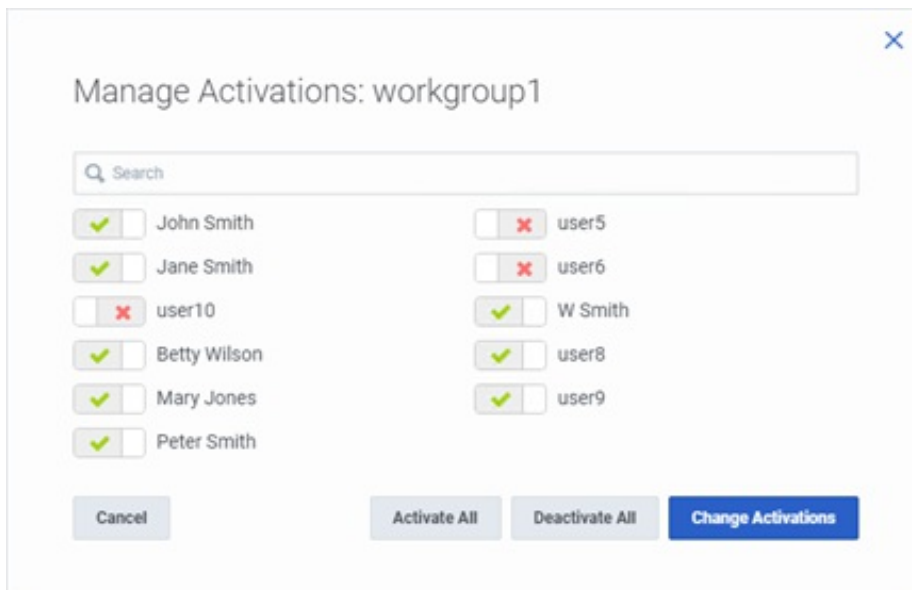 Manage Activations: workgroup1
Search
John Smith
Jane Smith
user10
Betty Wilson
Mary Jones
Peter Smith
user5
user6
W Smith
user8
user9
Cancel
Activate All
Deactivate All
Change Activations